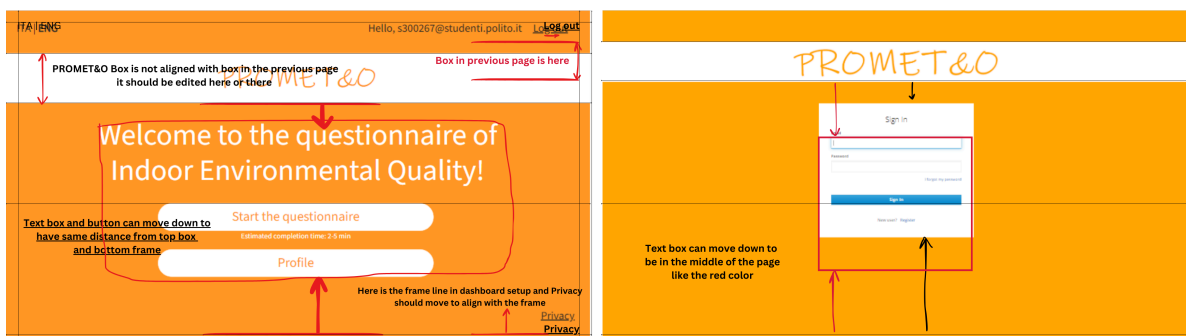 ITA | ENG
Hello, s300267@studenti.polito.it
Log out
PROMET&O
PROMET&O Box is not aligned with box in the previous page
it should be edited here or there
Box in previous page is here
Welcome to the questionnaire of
Indoor Environmental Quality!
Start the questionnaire
Estimated completion time: 2-5 min
Profile
Text box and button can move down to
have same distance from top box
and bottom frame
Here is the frame line in dashboard setup and Privacy
should move to align with the frame
Privacy
Privacy
PROMET&O
Sign in
Password
I forgot my password
Sign in
New user? Register
Text box can move down to
be in the middle of the page
like the red color